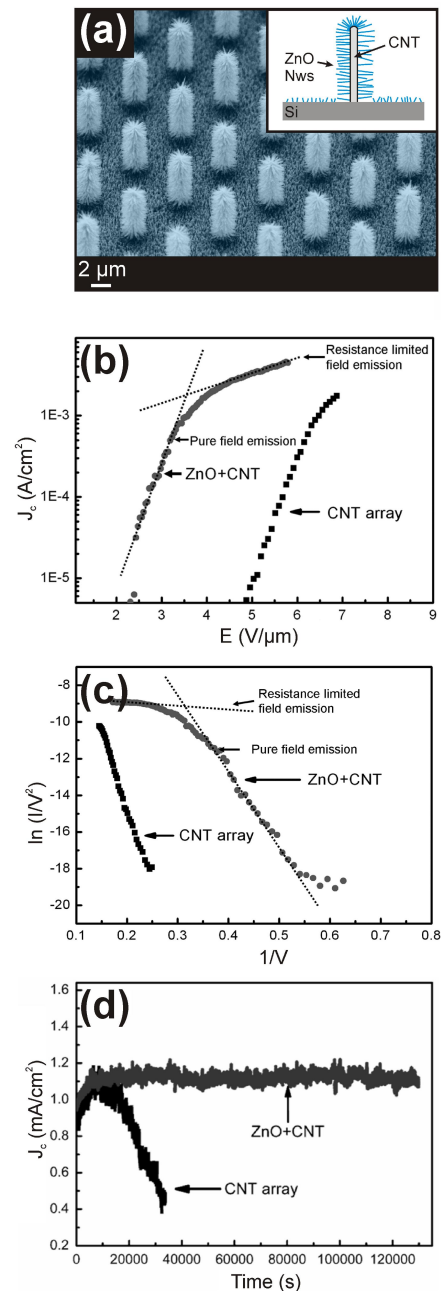 (a)
ZnO
Nws
CNT
Si
2 µm
(b)
Resistance limited
field emission
Pure field emission
ZnO+CNT
CNT array
1E-3
1E-4
1E-5
J_c (A/cm²)
1 2 3 4 5 6 7 8 9
E (V/µm)
(c)
Resistance limited
field emission
Pure field emission
ZnO+CNT
CNT array
-8
-10
-12
-14
-16
-18
-20
ln (I/V²)
0.1 0.2 0.3 0.4 0.5 0.6 0.7 0.8
1/V
(d)
ZnO+CNT
CNT array
1.6
1.4
1.2
1.0
0.8
0.6
0.4
0.2
J_c (mA/cm²)
0 20000 40000 60000 80000 100000 120000
Time (s)